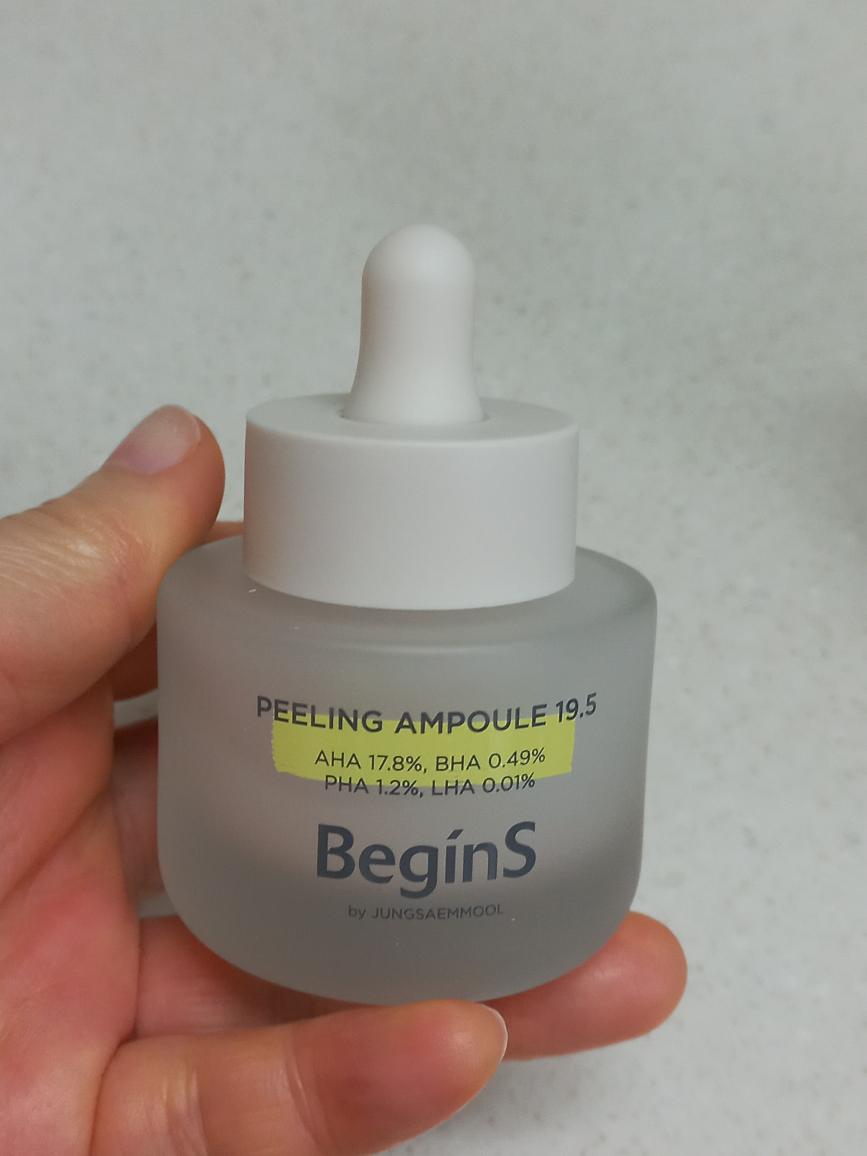 PEELING AMPOULE 19.5
AHA 17.8%, BHA 0.49%
PHA 1.2%, LHA 0.01%
BegínS
by JUNGSAEMMOOL